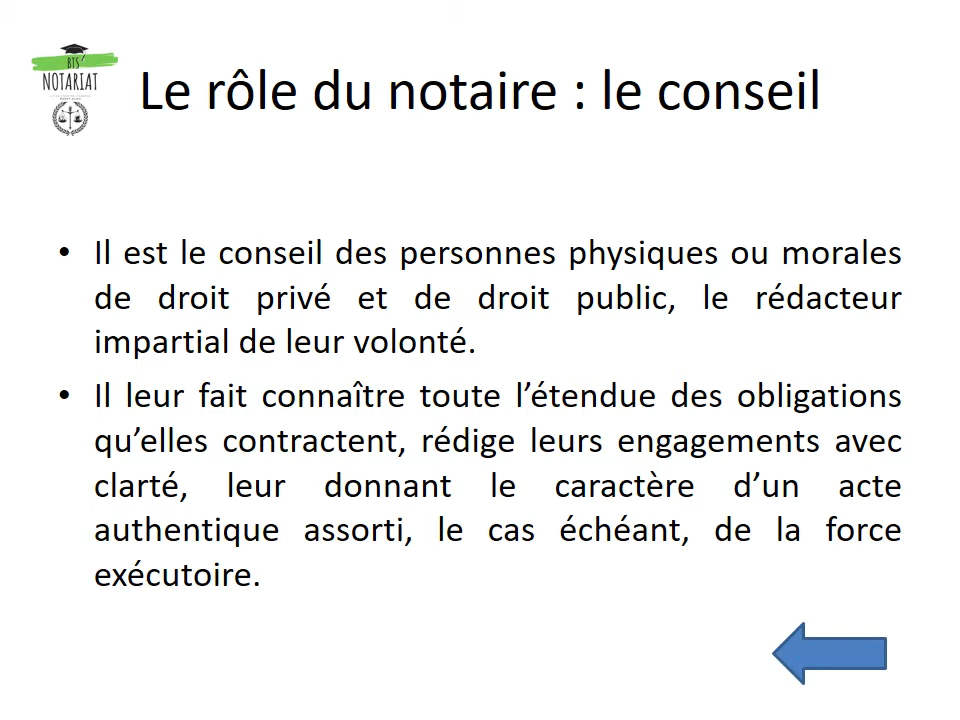 BTS
NOTARIAT
Le rôle du notaire : le conseil
• Il est le conseil des personnes physiques ou morales
de droit privé et de droit public, le rédacteur
impartial de leur volonté.
• Il leur fait connaître toute l’étendue des obligations
qu’elles contractent, rédige leurs engagements avec
clarté, leur donnant le caractère d’un acte
authentique assorti, le cas échéant, de la force
exécutoire.